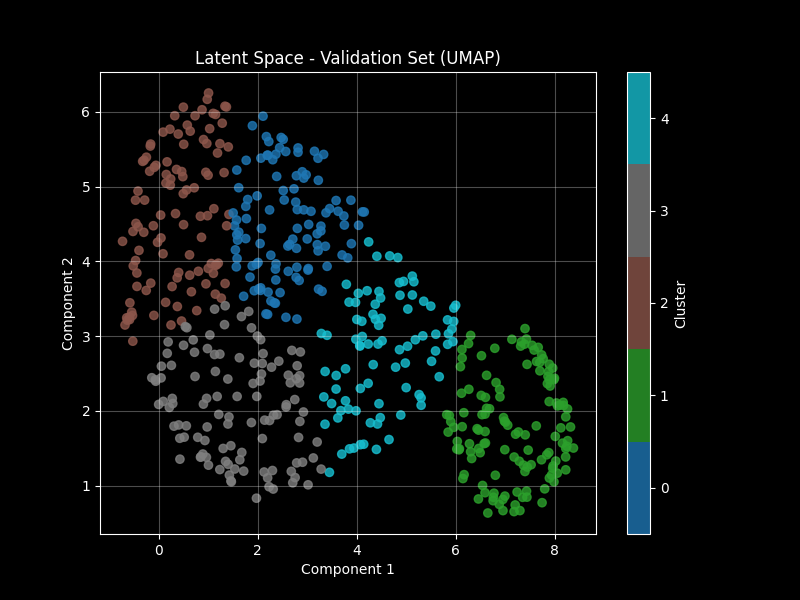 Latent Space - Validation Set (UMAP)
6
5
4
3
2
1
Component 2
0 2 4 6 8
Component 1
4
3
2
1
0
Cluster